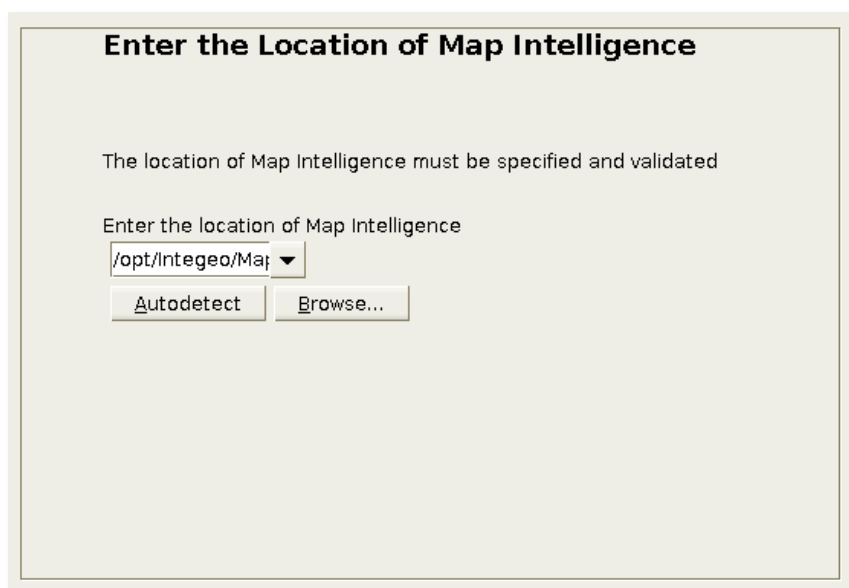 Enter the Location of Map Intelligence
The location of Map Intelligence must be specified and validated
Enter the location of Map Intelligence
/opt/Integeo/Map
Autodetect Browse...